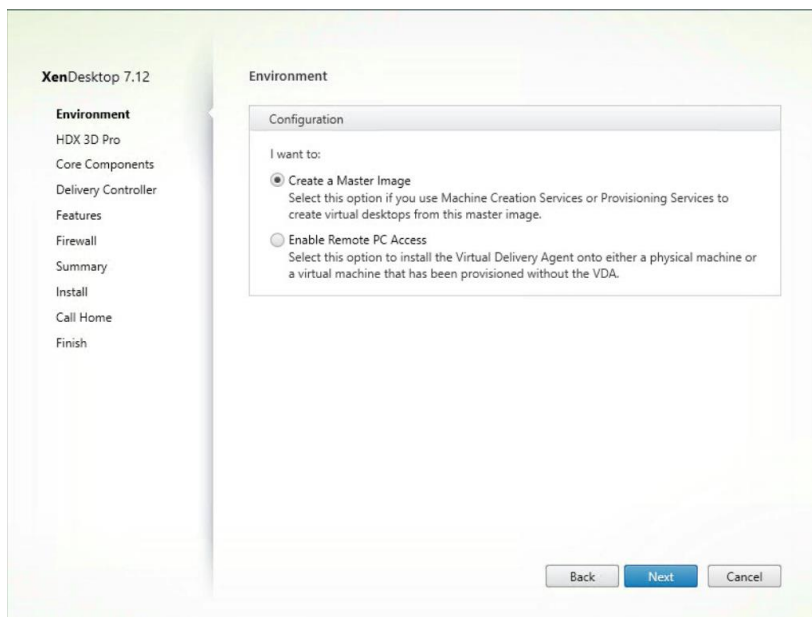 XenDesktop 7.12
Environment
HDX 3D Pro
Core Components
Delivery Controller
Features
Firewall
Summary
Install
Call Home
Finish
Environment
Configuration
I want to:
Create a Master Image
Select this option if you use Machine Creation Services or Provisioning Services to
create virtual desktops from this master image.
Enable Remote PC Access
Select this option to install the Virtual Delivery Agent onto either a physical machine or
a virtual machine that has been provisioned without the VDA.
Back
Next
Cancel